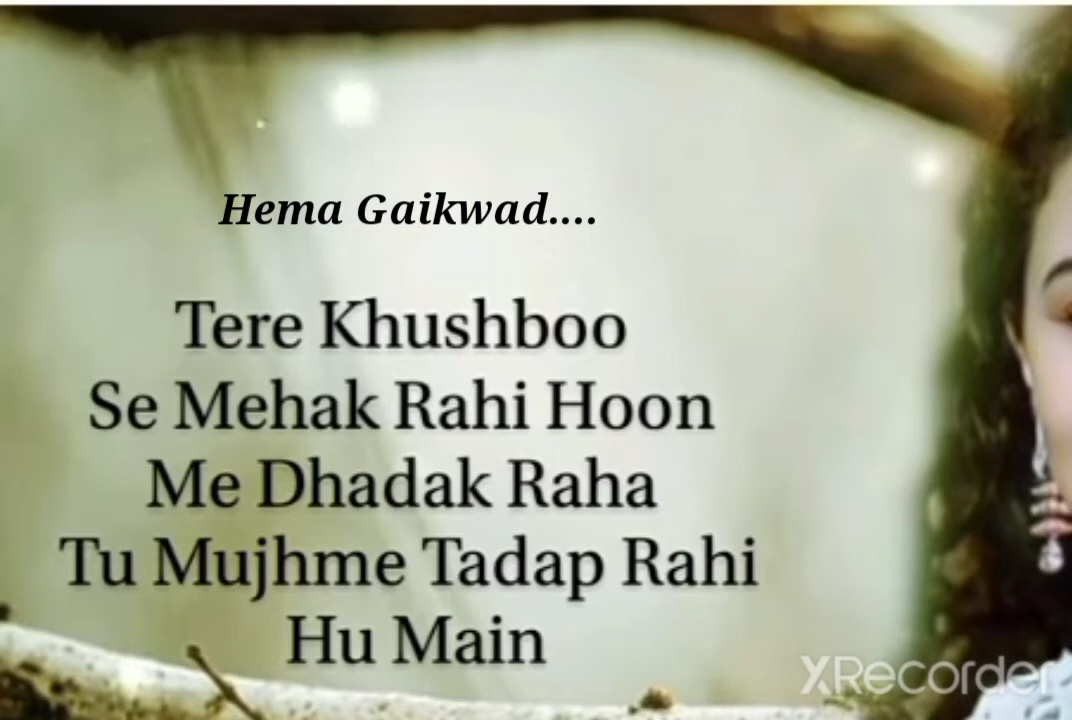 Hema Gaikwad....
Tere Khushboo
Se Mehak Rahi Hoon
Me Dhadak Raha
Tu Mujhme Tadap Rahi
Hu Main
XRecorder